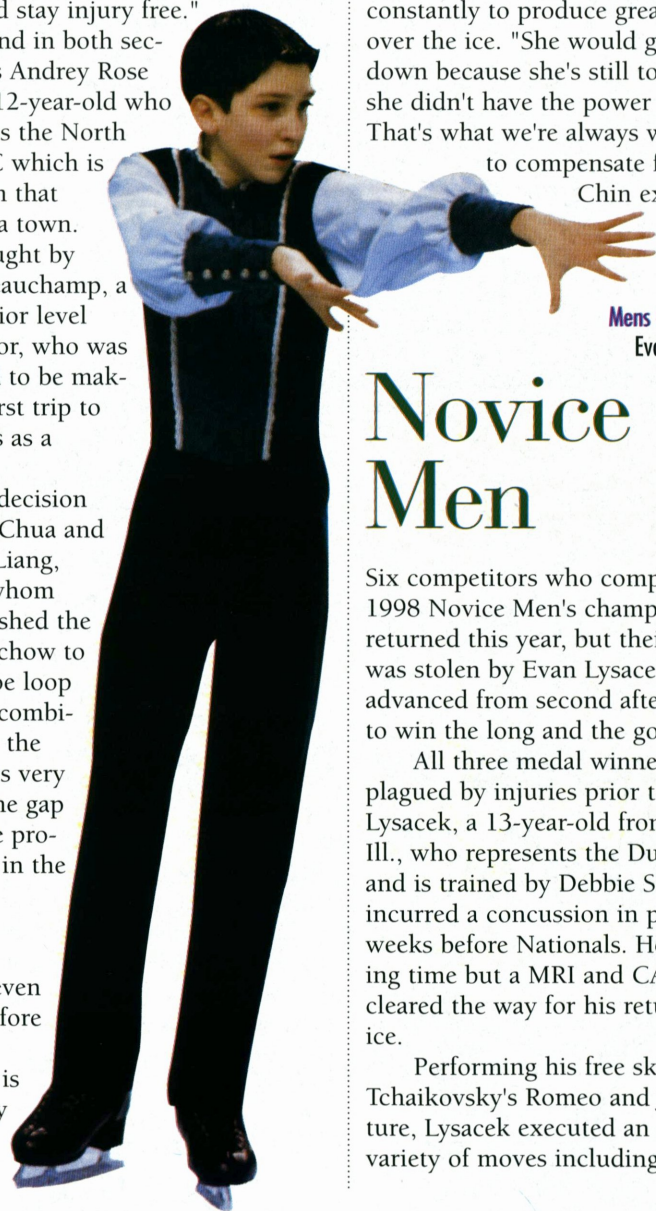 d stay injury free."
nd in both sec-
s Andrey Rose
12-year-old who
s the North
C which is
n that
a town.
ught by
auchamp, a
ior level
or, who was
to be mak-
rst trip to
s as a
decision
Chua and
Liang,
whom
shed the
chow to
pe loop
combi-
the
s very
he gap
e pro-
in the
even
fore
is
y
constantly to produce grea
over the ice. "She would g
down because she's still to
she didn't have the power
That's what we're always w
to compensate f
Chin ex
Mens
Eva
Novice
Men
Six competitors who comp
1998 Novice Men's champ
returned this year, but thei
was stolen by Evan Lysace
advanced from second afte
to win the long and the go
All three medal winne
plagued by injuries prior t
Lysacek, a 13-year-old from
Ill., who represents the Du
and is trained by Debbie S
incurred a concussion in p
weeks before Nationals. He
ing time but a MRI and CA
cleared the way for his retu
ice.
Performing his free sk
Tchaikovsky's Romeo and
ture, Lysacek executed an
variety of moves including